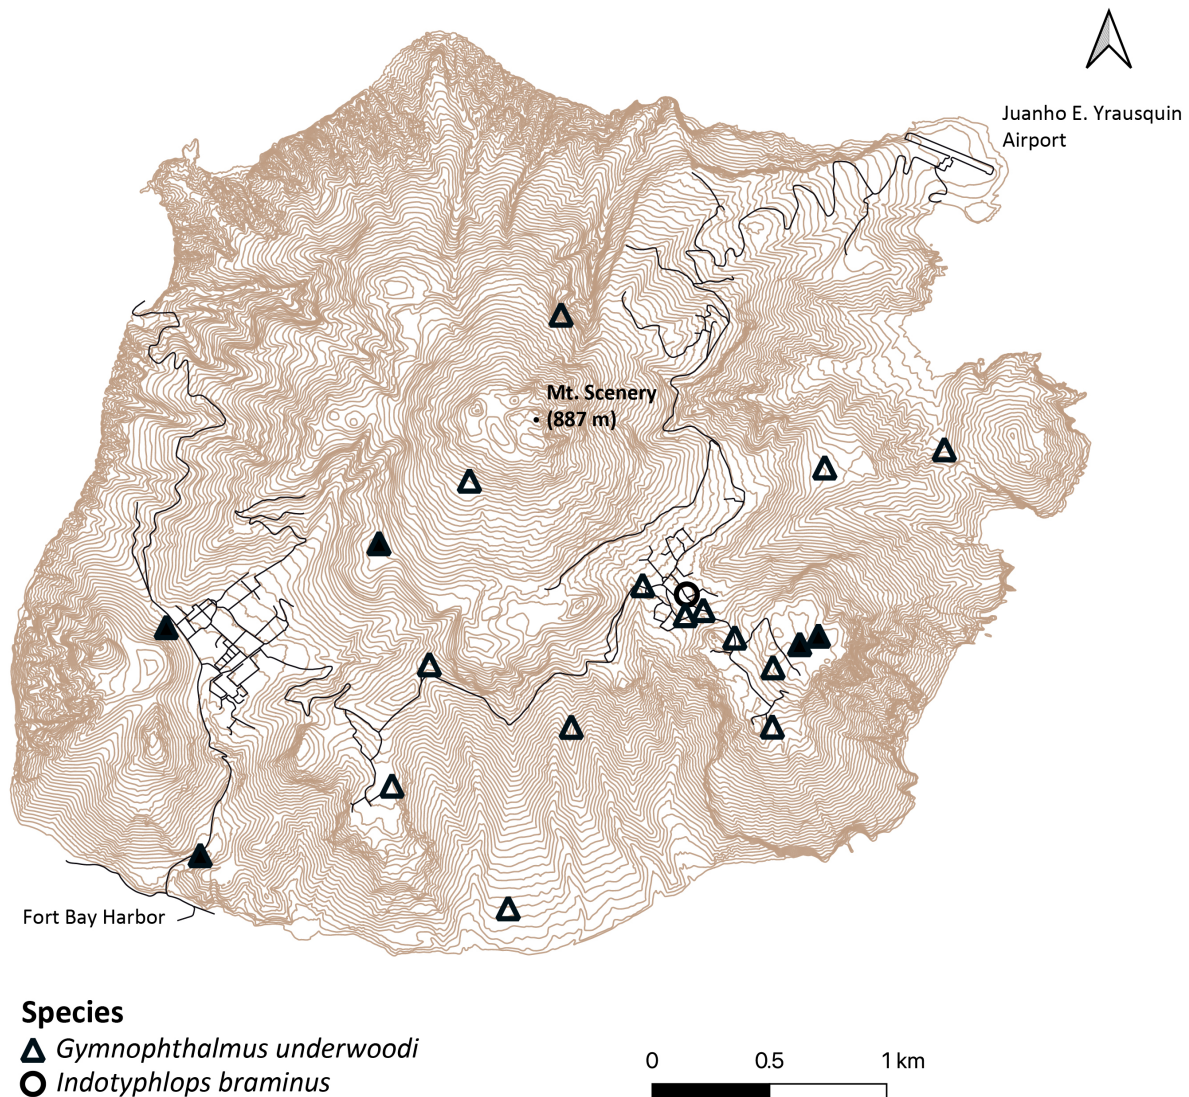 Juanho E. Yrausquin
Airport
Mt. Scenery
(887 m)
Fort Bay Harbor
Species
Gymnophthalmus underwoodi
Indotyphlops braminus
0 0.5 1 km